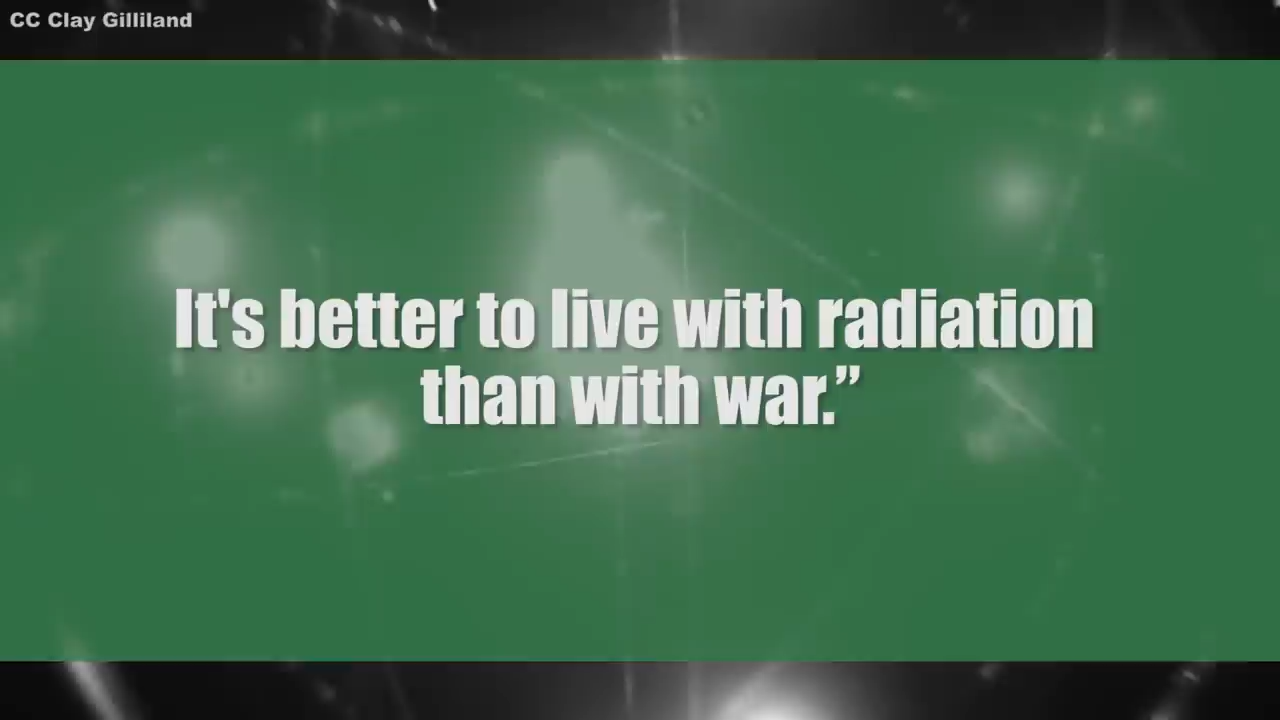 CC Clay Gilliland
It's better to live with radiation
than with war.”